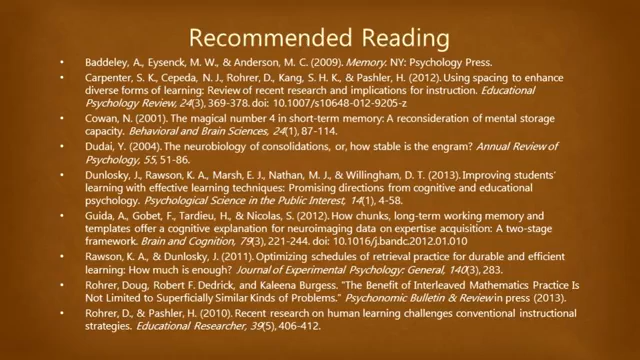 Recommended Reading
• Baddeley, A., Eysenck, M. W., & Anderson, M. C. (2009). Memory. NY: Psychology Press.
• Carpenter, S. K., Cepeda, N. J., Rohrer, D., Kang, S. H. K., & Pashler, H. (2012). Using spacing to enhance
diverse forms of learning: Review of recent research and implications for instruction. Educational
Psychology Review, 24(3), 369-378. doi: 10.1007/s10648-012-9205-z
• Cowan, N. (2001). The magical number 4 in short-term memory: A reconsideration of mental storage
capacity. Behavioral and Brain Sciences, 24(1), 87-114.
• Dudai, Y. (2004). The neurobiology of consolidations, or, how stable is the engram? Annual Review of
Psychology, 55, 51-86.
• Dunlosky, J., Rawson, K. A., Marsh, E. J., Nathan, M. J., & Willingham, D. T. (2013). Improving students'
learning with effective learning techniques: Promising directions from cognitive and educational
psychology. Psychological Science in the Public Interest, 14(1), 4-58.
• Guida, A., Gobet, F., Tardieu, H., & Nicolas, S. (2012). How chunks, long-term working memory and
templates offer a cognitive explanation for neuroimaging data on expertise acquisition: A two-stage
framework. Brain and Cognition, 79(3), 221-244. doi: 10.1016/j.bandc.2012.01.010
• Rawson, K. A., & Dunlosky, J. (2011). Optimizing schedules of retrieval practice for durable and efficient
learning: How much is enough? Journal of Experimental Psychology: General, 140(3), 283.
• Rohrer, Doug, Robert F. Dedrick, and Kaleena Burgess. "The Benefit of Interleaved Mathematics Practice Is
Not Limited to Superficially Similar Kinds of Problems." Psychonomic Bulletin & Review in press (2013).
• Rohrer, D., & Pashler, H. (2010). Recent research on human learning challenges conventional instructional
strategies. Educational Researcher, 39(5), 406-412.